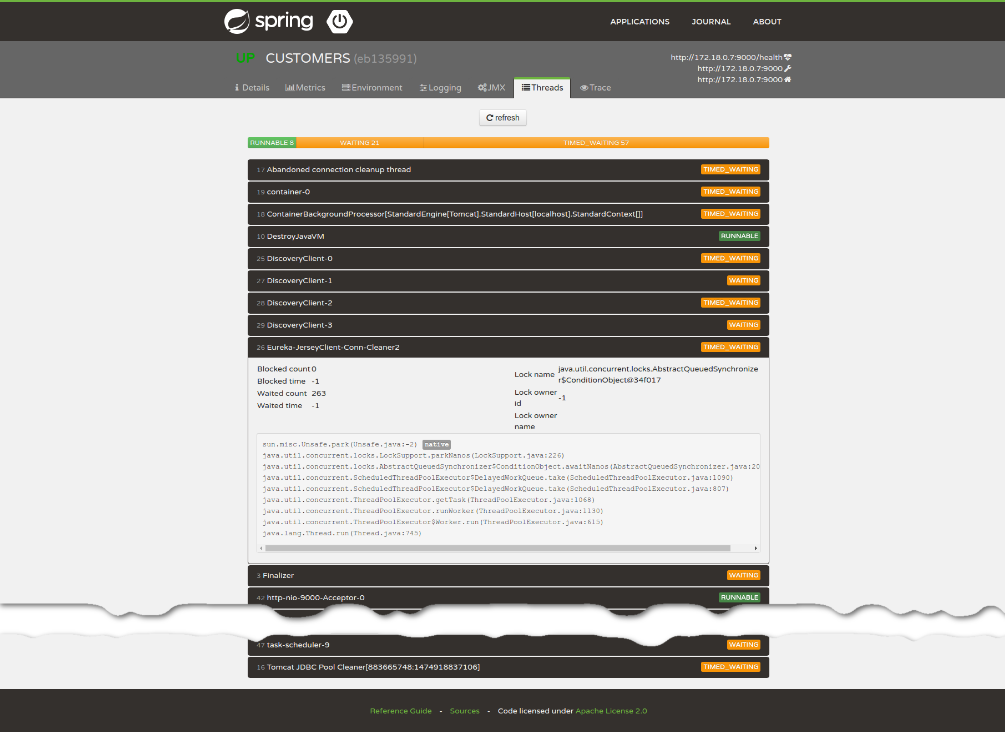 spring
APPLICATIONS JOURNAL ABOUT
UP CUSTOMERS (eb135991)
http://172.18.0.7:9000/health
http://172.18.0.7:9000
http://172.18.0.7:9000
Details Metrics Environment Logging JMX Threads Trace
refresh
RUNNABLE 8 WAITING 21 TIMED_WAITING 57
17 Abandoned connection cleanup thread TIMED_WAITING
19 container-0 TIMED_WAITING
18 ContainerBackgroundProcessor[StandardEngine[Tomcat].StandardHost[localhost].StandardContext[]] TIMED_WAITING
10 DestroyJavaVM RUNNABLE
25 DiscoveryClient-0 TIMED_WAITING
27 DiscoveryClient-1 WAITING
28 DiscoveryClient-2 TIMED_WAITING
29 DiscoveryClient-3 WAITING
26 Eureka-JerseyClient-Conn-Cleaner2 TIMED_WAITING
Blocked count 0
Blocked time -1
Waited count 263
Waited time -1
Lock name java.util.concurrent.locks.AbstractQueuedSynchronize
r$ConditionObject@34f017
Lock owner
Id -1
Lock owner
name
sun.misc.Unsafe.park(Unsafe.java:-2) native
java.util.concurrent.locks.LockSupport.parkNanos(LockSupport.java:226)
java.util.concurrent.locks.AbstractQueuedSynchronizer$ConditionObject.awaitNanos(AbstractQueuedSynchronizer.java:20
java.util.concurrent.ScheduledThreadPoolExecutor$DelayedWorkQueue.take(ScheduledThreadPoolExecutor.java:1090)
java.util.concurrent.ScheduledThreadPoolExecutor$DelayedWorkQueue.take(ScheduledThreadPoolExecutor.java:807)
java.util.concurrent.ThreadPoolExecutor.getTask(ThreadPoolExecutor.java:1068)
java.util.concurrent.ThreadPoolExecutor.runWorker(ThreadPoolExecutor.java:1130)
java.util.concurrent.ThreadPoolExecutor$Worker.run(ThreadPoolExecutor.java:615)
java.lang.Thread.run(Thread.java:745)
3 Finalizer WAITING
42 http-nio-9000-Acceptor-0 RUNNABLE
47 task-scheduler-9 WAITING
16 Tomcat JDBC Pool Cleaner[883665748:1474918837106] TIMED_WAITING
Reference Guide - Sources - Code licensed under Apache License 2.0